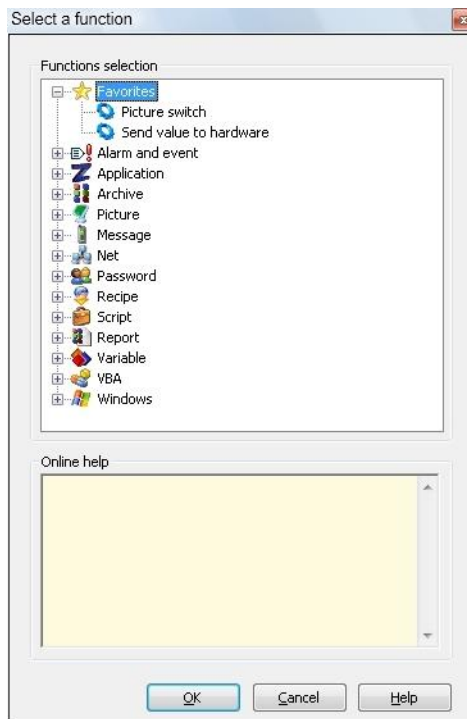 Select a function
Functions selection
Favorites
Picture switch
Send value to hardware
Alarm and event
Application
Archive
Picture
Message
Net
Password
Recipe
Script
Report
Variable
VBA
Windows
Online help
OK
Cancel
Help